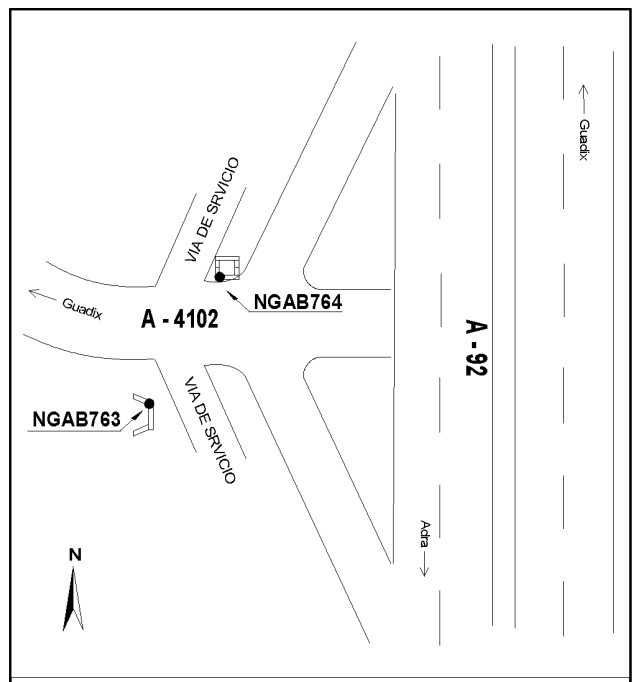 Guadix
VIA DE SRVICIO
NGAB764
Guadix
A - 4102
A - 92
VIA DE SRVICIO
NGAB763
Adra
N